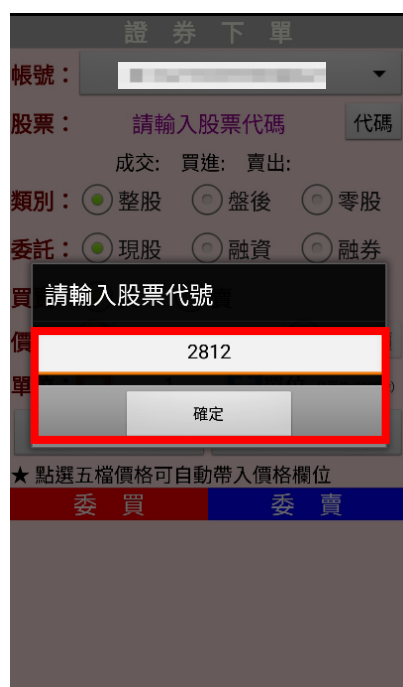 證 券 下 單
帳號：
股票： 請輸入股票代碼 代碼
成交: 買進: 賣出:
類別： 整股 盤後 零股
委託： 現股 融資 融券
買
請輸入股票代號
價
2812
單
確定
★ 點選五檔價格可自動帶入價格欄位
委 買 委 賣